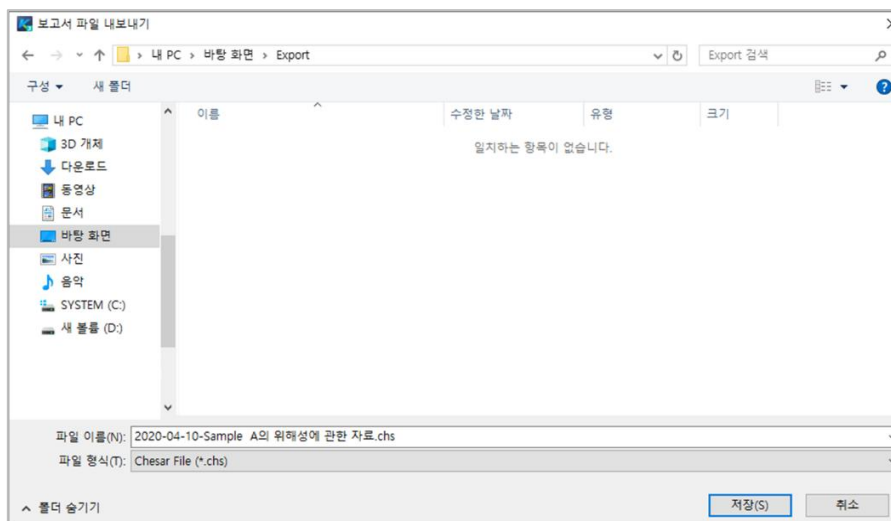 보고서 파일 내보내기
내 PC > 바탕 화면 > Export
Export 검색
구성
새 폴더
내 PC
3D 개체
다운로드
동영상
문서
바탕 화면
사진
음악
SYSTEM (C:)
새 볼륨 (D:)
이름 수정한 날짜 유형 크기
일치하는 항목이 없습니다.
파일 이름(N): 2020-04-10-Sample A의 위해성에 관한 자료.chs
파일 형식(T): Chesar File (*.chs)
폴더 숨기기
저장(S)
취소